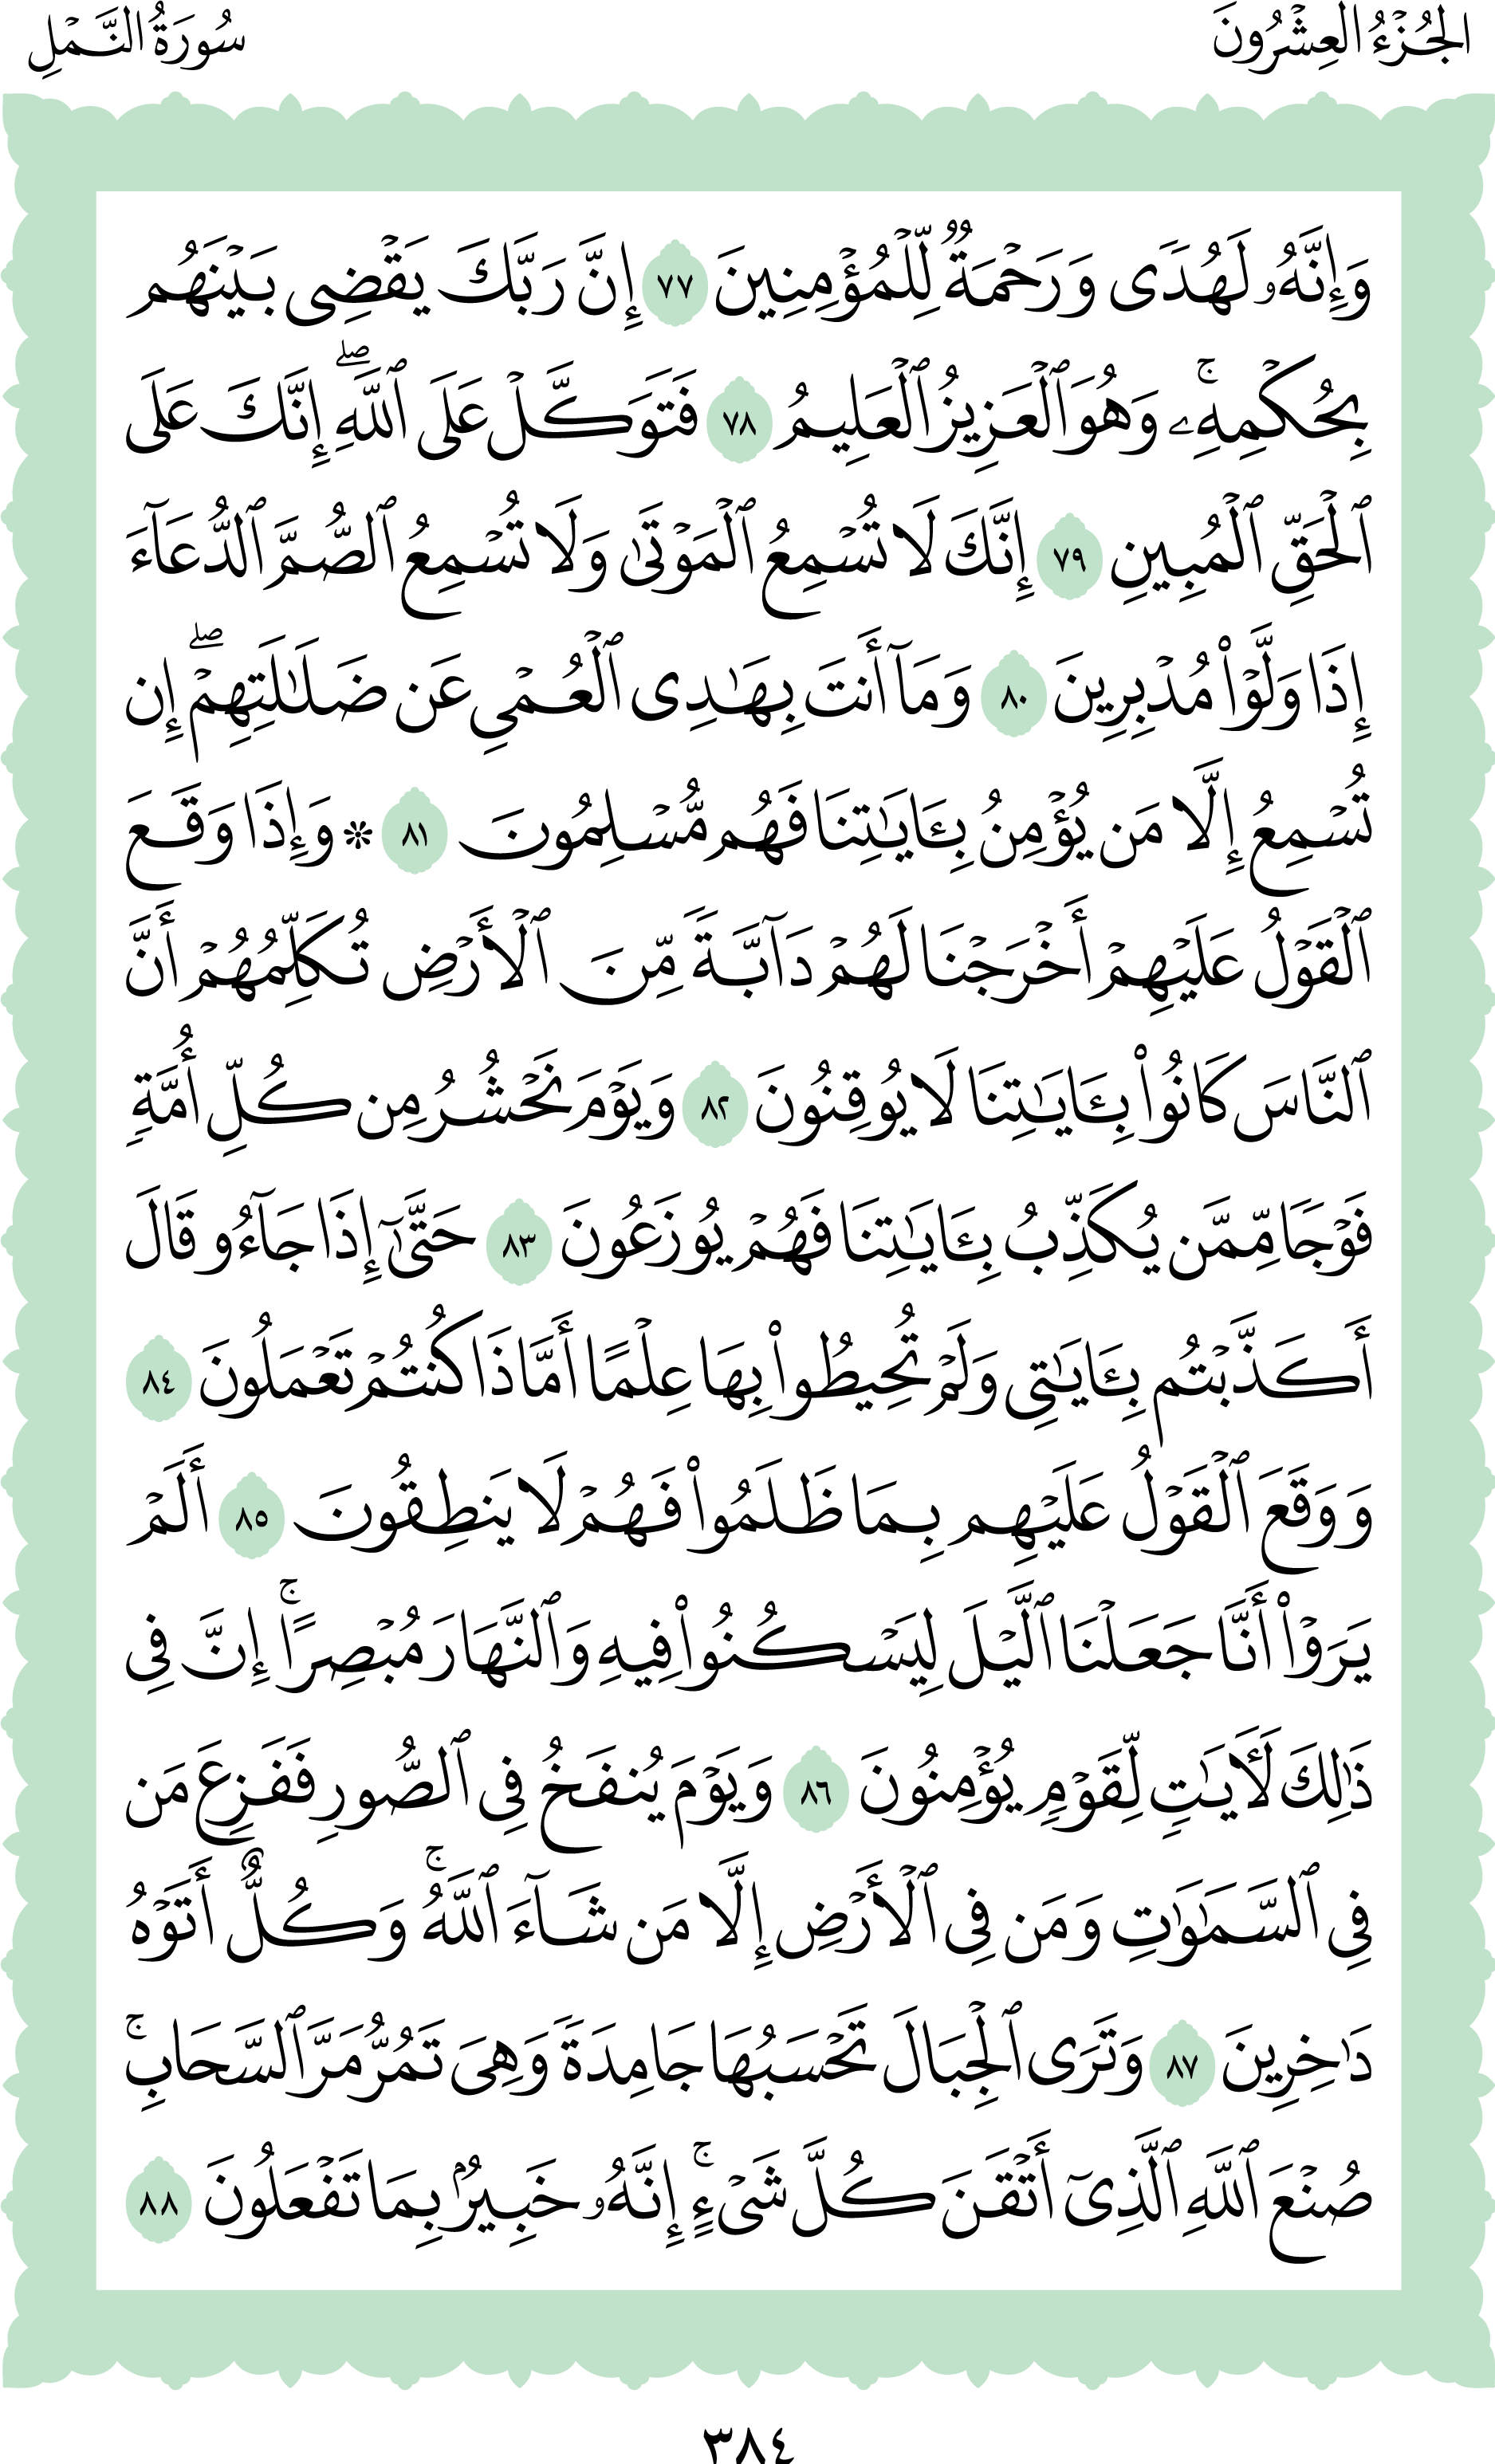 الجُزْءُ العِشْرُونَ
سُورَةُ النَّمْلِ
وَإِنَّهُۥ لَهُدًى وَرَحْمَةٌ لِّلْمُؤْمِنِينَ ٧٧ إِنَّ رَبَّكَ يَقْضِى بَيْنَهُم
بِحُكْمِهِۦۚ وَهُوَ ٱلْعَزِيزُ ٱلْعَلِيمُ ٧٨ فَتَوَكَّلْ عَلَى ٱللَّهِۖ إِنَّكَ عَلَى
ٱلْحَقِّ ٱلْمُبِينِ ٧٩ إِنَّكَ لَا تُسْمِعُ ٱلْمَوْتَىٰ وَلَا تُسْمِعُ ٱلصُّمَّ ٱلدُّعَآءَ
إِذَا وَلَّوْا۟ مُدْبِرِينَ ٨٠ وَمَآ أَنتَ بِهَٰدِى ٱلْعُمْىِ عَن ضَلَٰلَتِهِمْۖ إِن
تُسْمِعُ إِلَّا مَن يُؤْمِنُ بِـَٔايَٰتِنَا فَهُم مُّسْلِمُونَ ٨١ ۞ وَإِذَا وَقَعَ
ٱلْقَوْلُ عَلَيْهِمْ أَخْرَجْنَا لَهُمْ دَآبَّةً مِّنَ ٱلْأَرْضِ تُكَلِّمُهُمْ أَنَّ
ٱلنَّاسَ كَانُوا۟ بِـَٔايَٰتِنَا لَا يُوقِنُونَ ٨٢ وَيَوْمَ نَحْشُرُ مِن كُلِّ أُمَّةٍ
فَوْجًا مِّمَّن يُكَذِّبُ بِـَٔايَٰتِنَا فَهُمْ يُوزَعُونَ ٨٣ حَتَّىٰٓ إِذَا جَآءُو قَالَ
أَكَذَّبْتُم بِـَٔايَٰتِى وَلَمْ تُحِيطُوا۟ بِهَا عِلْمًا أَمَّاذَا كُنتُمْ تَعْمَلُونَ ٨٤
وَوَقَعَ ٱلْقَوْلُ عَلَيْهِم بِمَا ظَلَمُوا۟ فَهُمْ لَا يَنطِقُونَ ٨٥ أَلَمْ
يَرَوْا۟ أَنَّا جَعَلْنَا ٱلَّيْلَ لِيَسْكُنُوا۟ فِيهِ وَٱلنَّهَارَ مُبْصِرًاۚ إِنَّ فِى
ذَٰلِكَ لَـَٔايَٰتٍ لِّقَوْمٍ يُؤْمِنُونَ ٨٦ وَيَوْمَ يُنفَخُ فِى ٱلصُّورِ فَفَزِعَ مَن
فِى ٱلسَّمَٰوَٰتِ وَمَن فِى ٱلْأَرْضِ إِلَّا مَن شَآءَ ٱللَّهُۚ وَكُلٌّ أَتَوْهُ
دَٰخِرِينَ ٨٧ وَتَرَى ٱلْجِبَالَ تَحْسَبُهَا جَامِدَةً وَهِىَ تَمُرُّ مَرَّ ٱلسَّحَابِۚ
صُنْعَ ٱللَّهِ ٱلَّذِىٓ أَتْقَنَ كُلَّ شَىْءٍۚ إِنَّهُۥ خَبِيرٌۢ بِمَا تَفْعَلُونَ ٨٨
٣٨٤